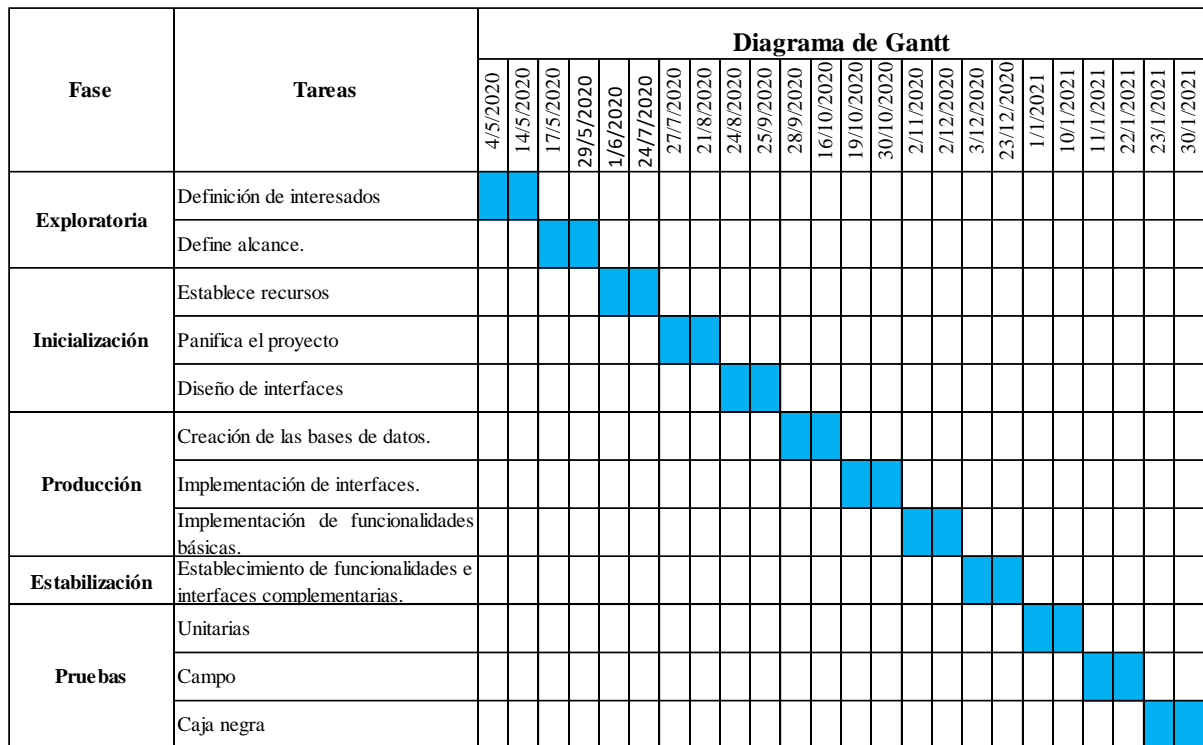 Fase
Tareas
Diagrama de Gantt
4/5/2020
14/5/2020
17/5/2020
29/5/2020
1/6/2020
24/7/2020
27/7/2020
21/8/2020
24/8/2020
25/9/2020
28/9/2020
16/10/2020
19/10/2020
30/10/2020
2/11/2020
2/12/2020
3/12/2020
23/12/2020
1/1/2021
10/1/2021
11/1/2021
22/1/2021
23/1/2021
30/1/2021
Exploratoria
Definición de interesados
Define alcance.
Inicialización
Establece recursos
Panifica el proyecto
Diseño de interfaces
Producción
Creación de las bases de datos.
Implementación de interfaces.
Implementación de funcionalidades
básicas.
Estabilización
Establecimiento de funcionalidades e
interfaces complementarias.
Pruebas
Unitarias
Campo
Caja negra